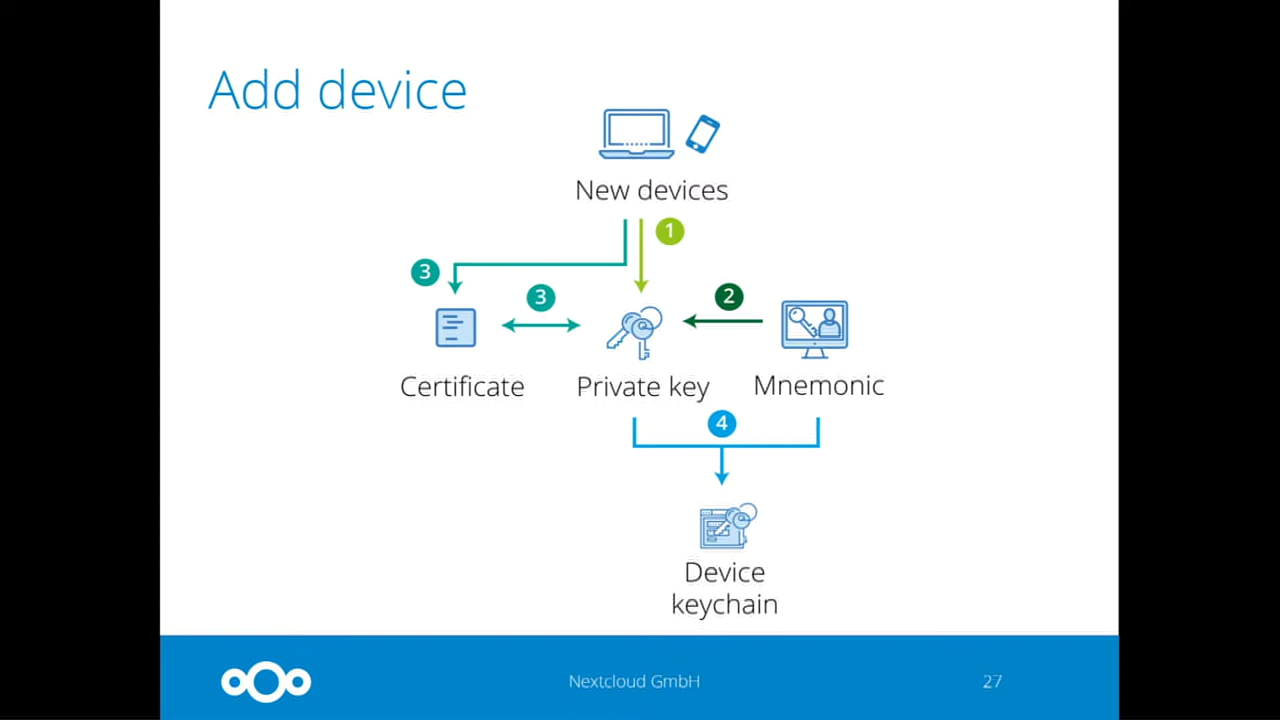 Add device
New devices
1
3
3
2
Certificate
Private key
Mnemonic
4
Device
keychain
Nextcloud GmbH
27